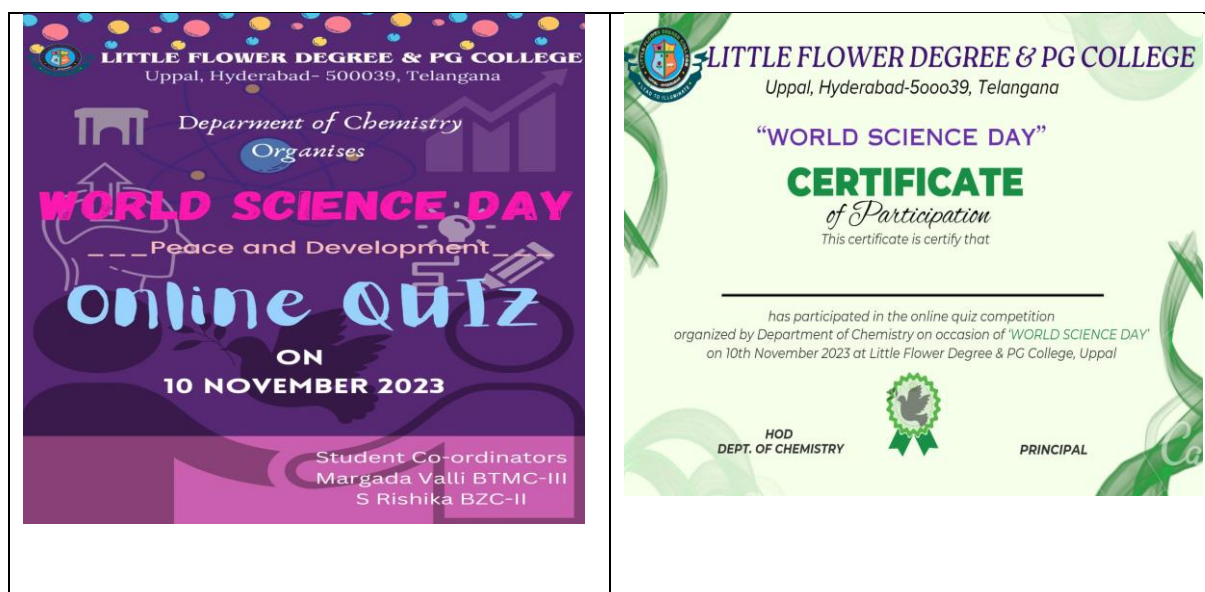 LITTLE FLOWER DEGREE & PG COLLEGE
Uppal, Hyderabad- 500039, Telangana
Deparment of Chemistry
Organises
WORLD SCIENCE DAY
___Peace and Development___
Online QUIZ
ON
10 NOVEMBER 2023
Student Co-ordinators
Margada Valli BTMC-III
S Rishika BZC-II
LITTLE FLOWER DEGREE & PG COLLEGE
Uppal, Hyderabad-5ooo39, Telangana
“WORLD SCIENCE DAY”
CERTIFICATE
of Participation
This certificate is certify that
has participated in the online quiz competition
organized by Department of Chemistry on occasion of ‘WORLD SCIENCE DAY’
on 10th November 2023 at Little Flower Degree & PG College, Uppal
HOD
DEPT. OF CHEMISTRY
PRINCIPAL
Ca